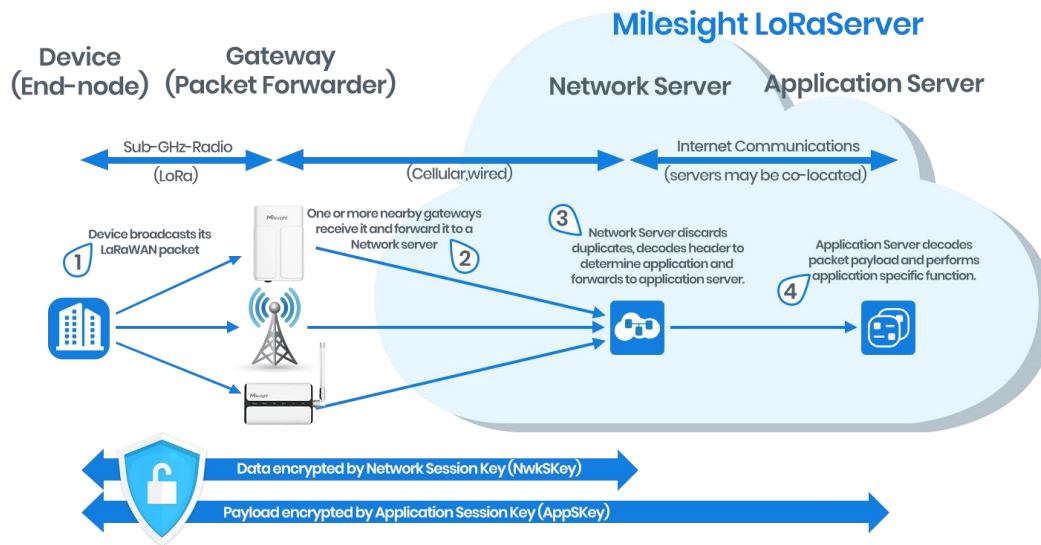 Milesight LoRaServer
Device
(End-node)
Gateway
(Packet Forwarder)
Network Server
Application Server
Sub-GHz-Radio
(LoRa)
(Cellular,wired)
Internet Communications
(servers may be co-located)
1
Device broadcasts its
LaRaWAN packet
Milesight
One or more nearby gateways
receive it and forward it to a
Network server
2
3
Network Server discards
duplicates, decodes header to
determine application and
forwards to application server.
4
Application Server decodes
packet payload and performs
application specific function.
Milesight
Data encrypted by Network Session Key (NwkSKey)
Payload encrypted by Application Session Key (AppSKey)